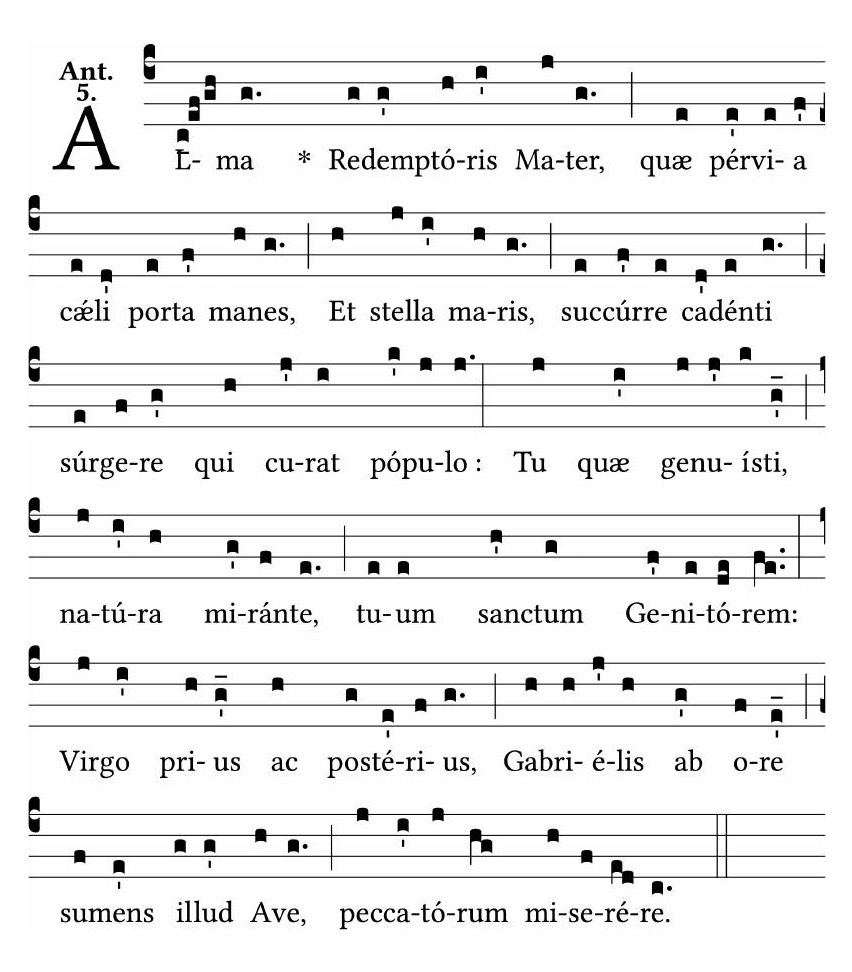 Ant.
5.
AL-ma * Redemptó-ris Ma-ter, quæ pérvi-a
cǽli porta manes, Et stella ma-ris, succúrre cadénti
súrge-re qui cu-rat pópu-lo : Tu quæ genu-ísti,
na-tú-ra mi-ránte, tu-um sanctum Ge-ni-tó-rem:
Virgo pri-us ac posté-ri-us, Gabri-é-lis ab o-re
sumens illud Ave, pecca-tó-rum mi-se-ré-re.